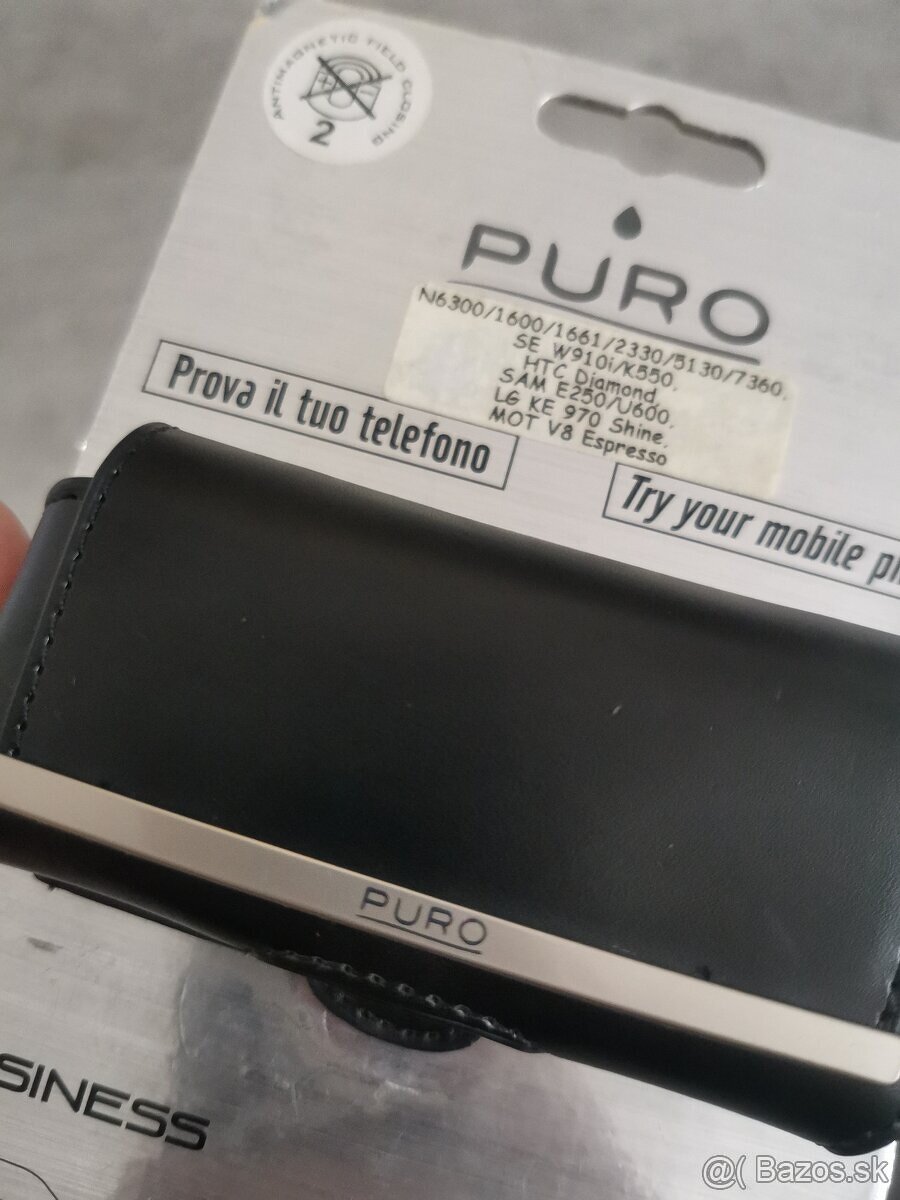 ANTIMAGNETIC FIELD CLOSING
2
PURO
N6300/1600/1661/2330/5130/7360,
SE W910i/K550,
HTC Diamond,
SAM E250/U600,
LG KE 970 Shine,
MOT V8 Espresso
Prova il tuo telefono
Try your mobile ph
PURO
SINESS
@( Bazos.sk